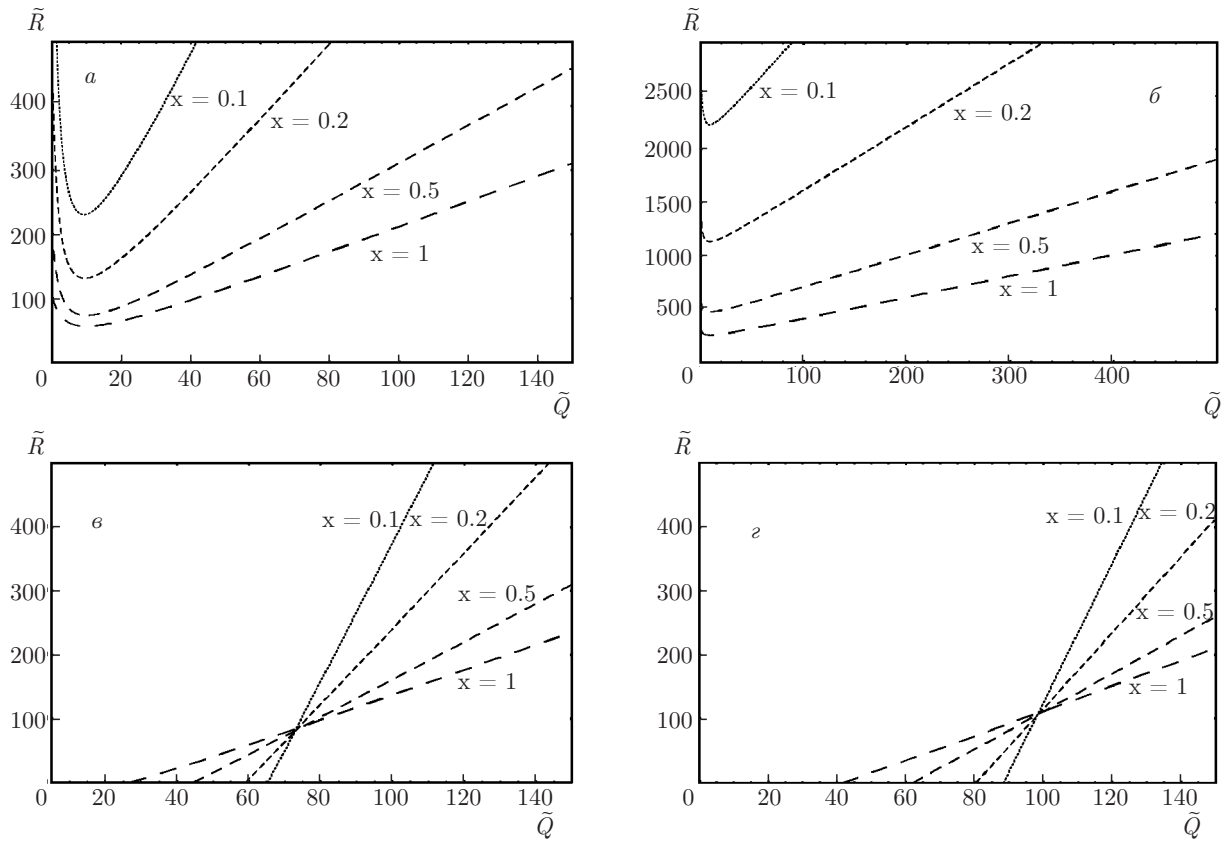 R̃
а
400
300
200
100
x = 0.1
x = 0.2
x = 0.5
x = 1
0 20 40 60 80 100 120 140
Q̃
R̃
б
2500
2000
1500
1000
500
x = 0.1
x = 0.2
x = 0.5
x = 1
0 100 200 300 400
Q̃
R̃
в
400
300
200
100
x = 0.1 x = 0.2
x = 0.5
x = 1
0 20 40 60 80 100 120 140
Q̃
R̃
г
400
300
200
100
x = 0.1 x = 0.2
x = 0.5
x = 1
0 20 40 60 80 100 120 140
Q̃